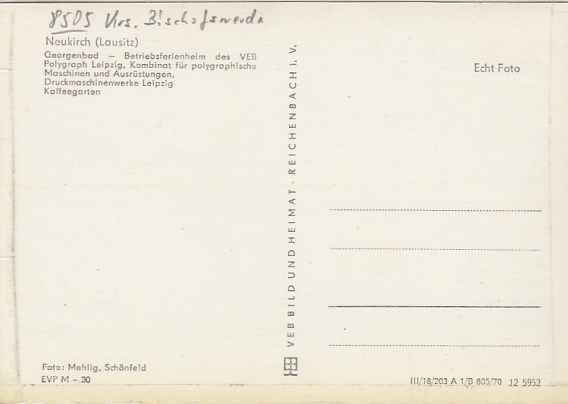 8505 Krs. Bischofswerda
Neukirch (Lausitz)
Georgenbad — Betriebsferienheim des VEB
Polygraph Leipzig, Kombinat für polygraphische
Maschinen und Ausrüstungen,
Druckmaschinenwerke Leipzig
Kaffeegarten
Echt Foto
VEB BILD UND HEIMAT · REICHENBACH I. V.
Foto: Mehlig, Schönfeld
EVP M –.20
III/18/203 A 1/B 805/70 12 5952